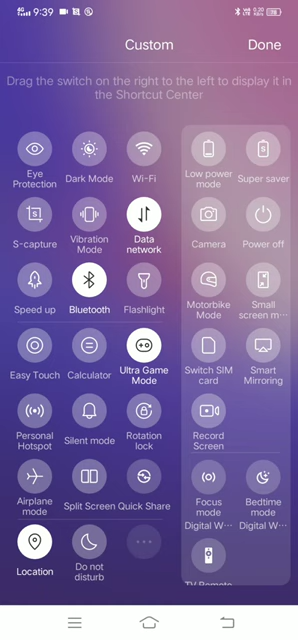 4G 9:39
Custom Done
Drag the switch on the right to the left to display it in
the Shortcut Center
Eye
Protection
Dark Mode
Wi-Fi
Low power
mode
Super saver
S-capture
Vibration
Mode
Data
network
Camera
Power off
Speed up
Bluetooth
Flashlight
Motorbike
Mode
Small
screen m···
Easy Touch
Calculator
Ultra Game
Mode
Switch SIM
card
Smart
Mirroring
Personal
Hotspot
Silent mode
Rotation
lock
Record
Screen
Airplane
mode
Split Screen
Quick Share
Focus
mode
Digital W···
Bedtime
mode
Digital W···
Location
Do not
disturb
TV Remote